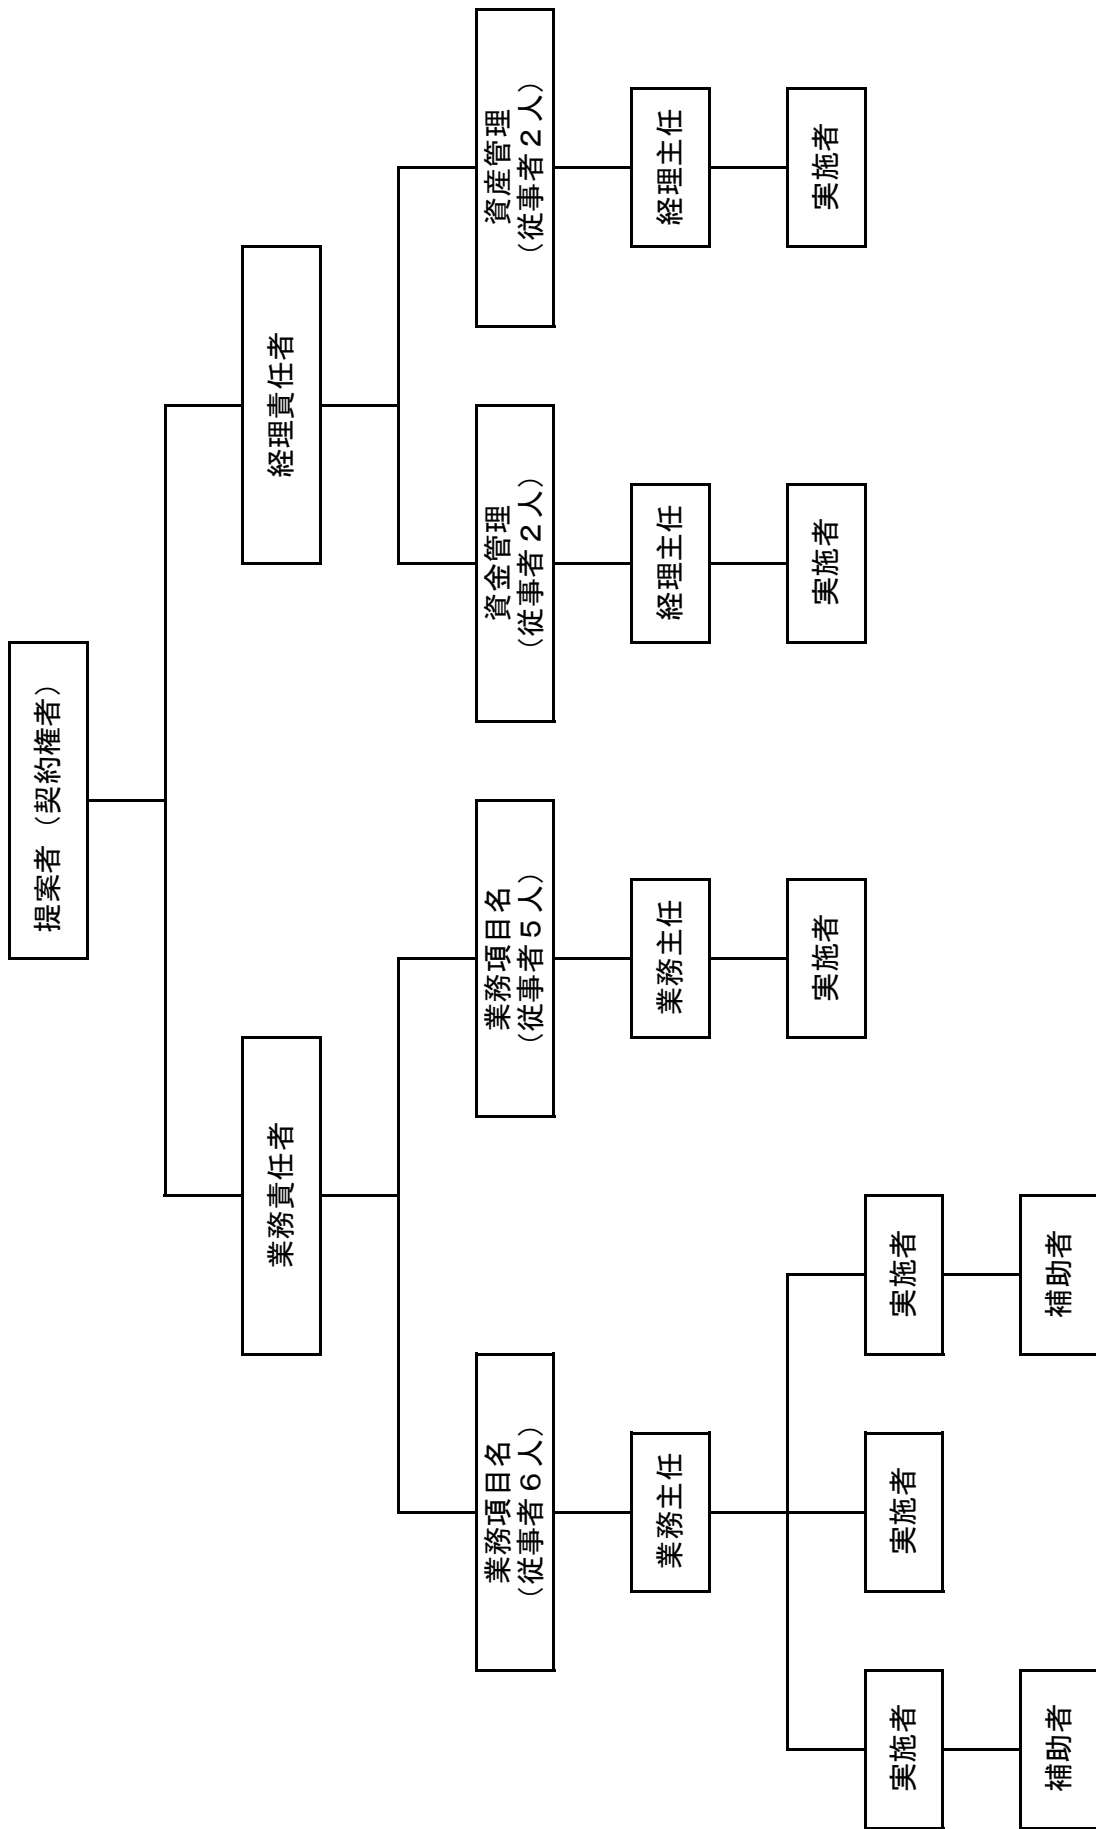 提案者（契約権者）
業務責任者
経理責任者
業務項目名
（従事者６人）
業務項目名
（従事者５人）
資金管理
（従事者２人）
資産管理
（従事者２人）
業務主任
業務主任
経理主任
経理主任
実施者
実施者
実施者
実施者
実施者
実施者
補助者
補助者